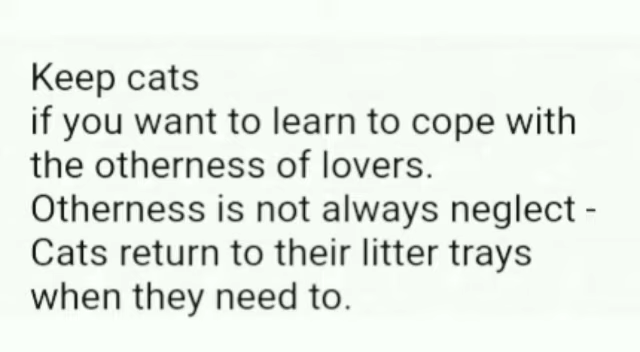 Keep cats
if you want to learn to cope with
the otherness of lovers.
Otherness is not always neglect -
Cats return to their litter trays
when they need to.